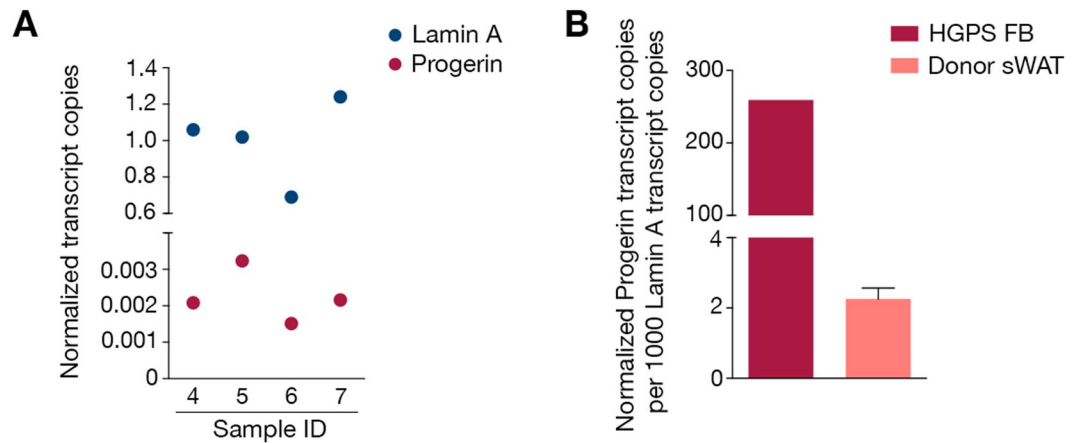 A
Lamin A
Progerin
Normalized transcript copies
1.4
1.2
1.0
0.8
0.6
0.003
0.002
0.001
0
4 5 6 7
Sample ID
B
HGPS FB
Donor sWAT
Normalized Progerin transcript copies
per 1000 Lamin A transcript copies
300
200
100
4
2
0